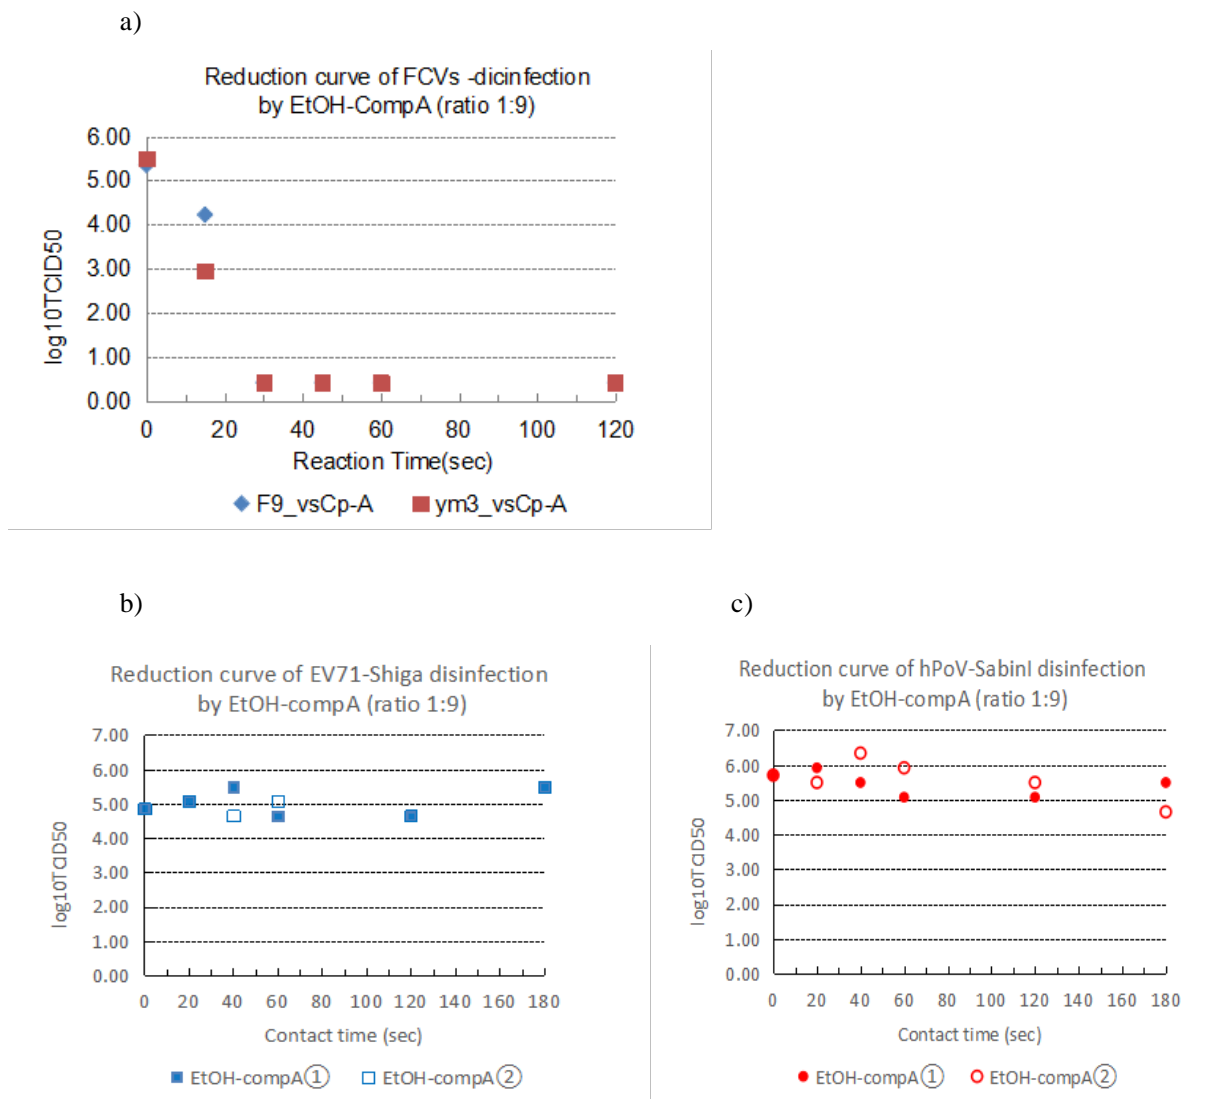 a)
Reduction curve of FCVs -dicinfection
by EtOH-CompA (ratio 1:9)
6.00
5.00
4.00
3.00
2.00
1.00
0.00
log10TCID50
0 20 40 60 80 100 120
Reaction Time(sec)
F9_vsCp-A ym3_vsCp-A
b)
Reduction curve of EV71-Shiga disinfection
by EtOH-compA (ratio 1:9)
7.00
6.00
5.00
4.00
3.00
2.00
1.00
0.00
log10TCID50
0 20 40 60 80 100 120 140 160 180
Contact time (sec)
EtOH-compA① EtOH-compA②
c)
Reduction curve of hPoV-SabinI disinfection
by EtOH-compA (ratio 1:9)
7.00
6.00
5.00
4.00
3.00
2.00
1.00
0.00
log10TCID50
0 20 40 60 80 100 120 140 160 180
Contact time (sec)
EtOH-compA① EtOH-compA②